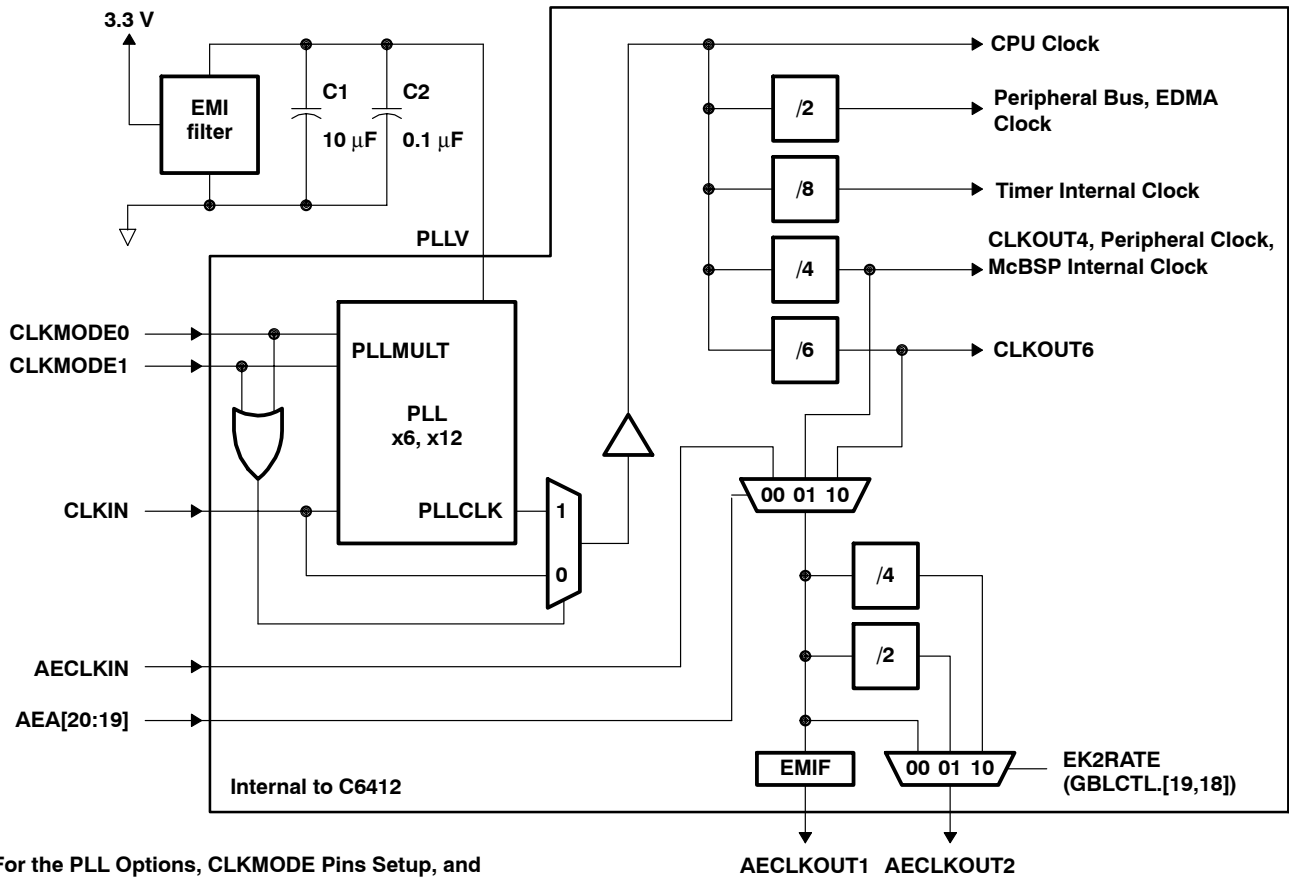 3.3 V
EMI
filter
C1
10 μF
C2
0.1 μF
PLLV
CPU Clock
/2
Peripheral Bus, EDMA
Clock
/8
Timer Internal Clock
/4
CLKOUT4, Peripheral Clock,
McBSP Internal Clock
/6
CLKOUT6
CLKMODE0
CLKMODE1
PLLMULT
PLL
x6, x12
CLKIN
PLLCLK
1
0
00 01 10
/4
/2
AECLKIN
AEA[20:19]
EMIF
00 01 10
EK2RATE
(GBLCTL.[19,18])
Internal to C6412
AECLKOUT1 AECLKOUT2
For the PLL Options, CLKMODE Pins Setup, and